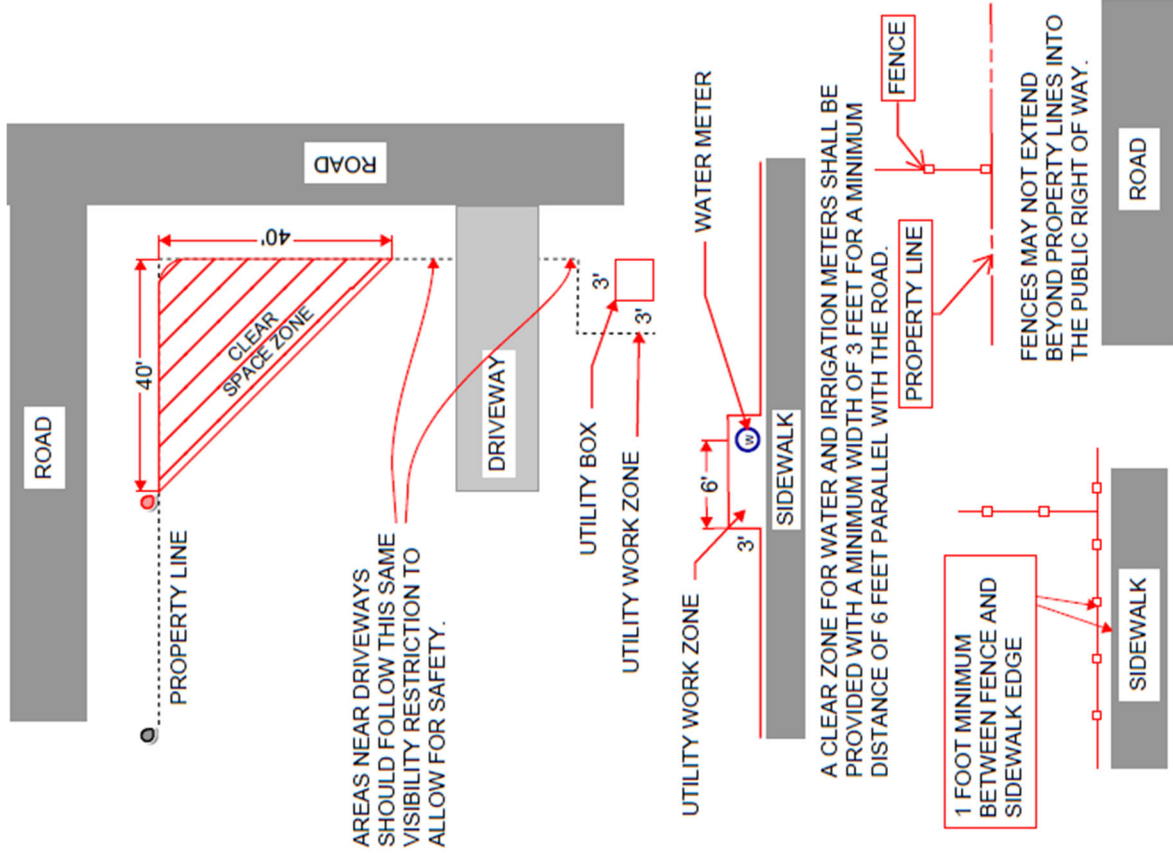 ROAD
ROAD
40'
40'
CLEAR
SPACE ZONE
PROPERTY LINE
AREAS NEAR DRIVEWAYS
SHOULD FOLLOW THIS SAME
VISIBILITY RESTRICTION TO
ALLOW FOR SAFETY.
DRIVEWAY
3'
3'
UTILITY BOX
UTILITY WORK ZONE
WATER METER
6'
W
3'
UTILITY WORK ZONE
SIDEWALK
A CLEAR ZONE FOR WATER AND IRRIGATION METERS SHALL BE
PROVIDED WITH A MINIMUM WIDTH OF 3 FEET FOR A MINIMUM
DISTANCE OF 6 FEET PARALLEL WITH THE ROAD.
1 FOOT MINIMUM
BETWEEN FENCE AND
SIDEWALK EDGE
SIDEWALK
PROPERTY LINE
FENCE
FENCES MAY NOT EXTEND
BEYOND PROPERTY LINES INTO
THE PUBLIC RIGHT OF WAY.
ROAD